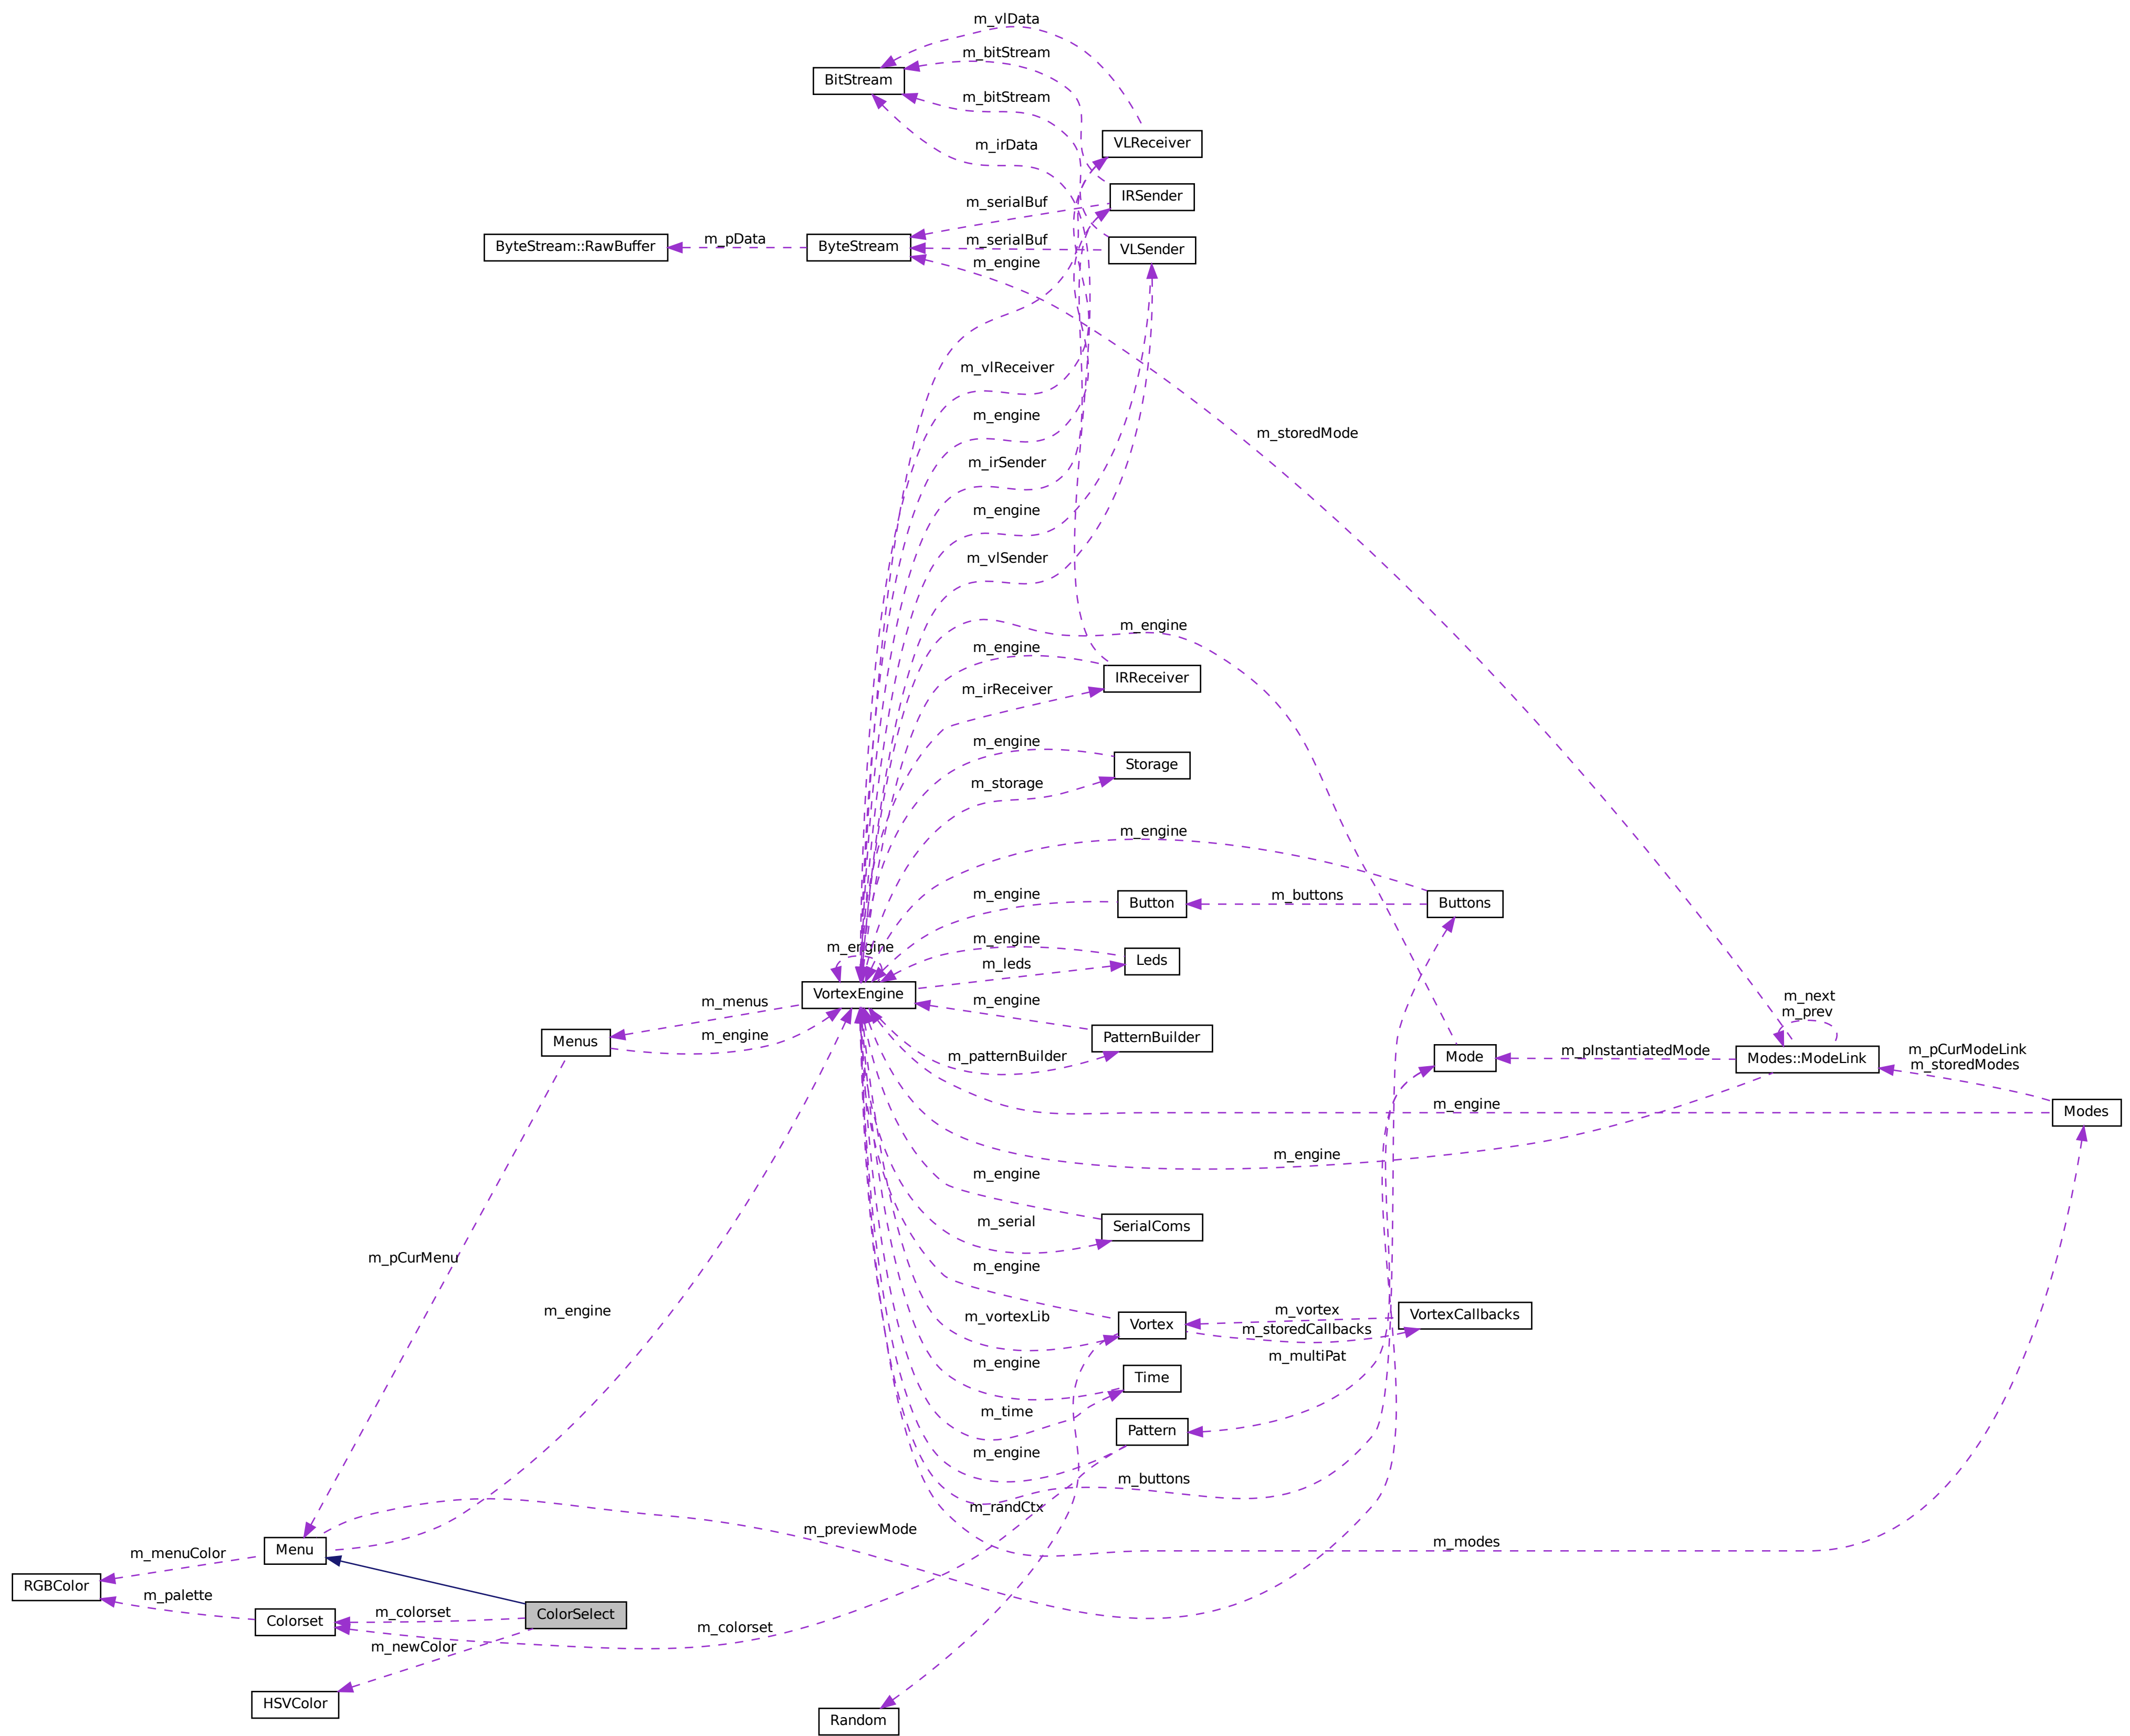 m_vlData
m_bitStream
BitStream
m_bitStream
m_irData
VLReceiver
IRSender
m_serialBuf
ByteStream::RawBuffer
m_pData
ByteStream
m_serialBuf
VLSender
m_engine
m_vlReceiver
m_engine
m_storedMode
m_irSender
m_engine
m_vlSender
m_engine
m_engine
IRReceiver
m_irReceiver
m_engine
Storage
m_storage
m_engine
m_engine
Button
m_buttons
Buttons
m_engine
m_engine
Leds
m_leds
VortexEngine
m_menus
m_engine
m_next
m_prev
Menus
m_engine
PatternBuilder
m_patternBuilder
Mode
m_pInstantiatedMode
Modes::ModeLink
m_pCurModeLink
m_storedModes
m_engine
Modes
m_engine
m_engine
m_serial
SerialComs
m_pCurMenu
m_engine
m_engine
m_vortexLib
Vortex
m_vortex
m_storedCallbacks
VortexCallbacks
m_multiPat
m_engine
Time
m_time
Pattern
m_engine
m_buttons
m_randCtx
m_previewMode
m_modes
Menu
m_menuColor
RGBColor
m_palette
Colorset
m_colorset
ColorSelect
m_colorset
m_newColor
HSVColor
Random